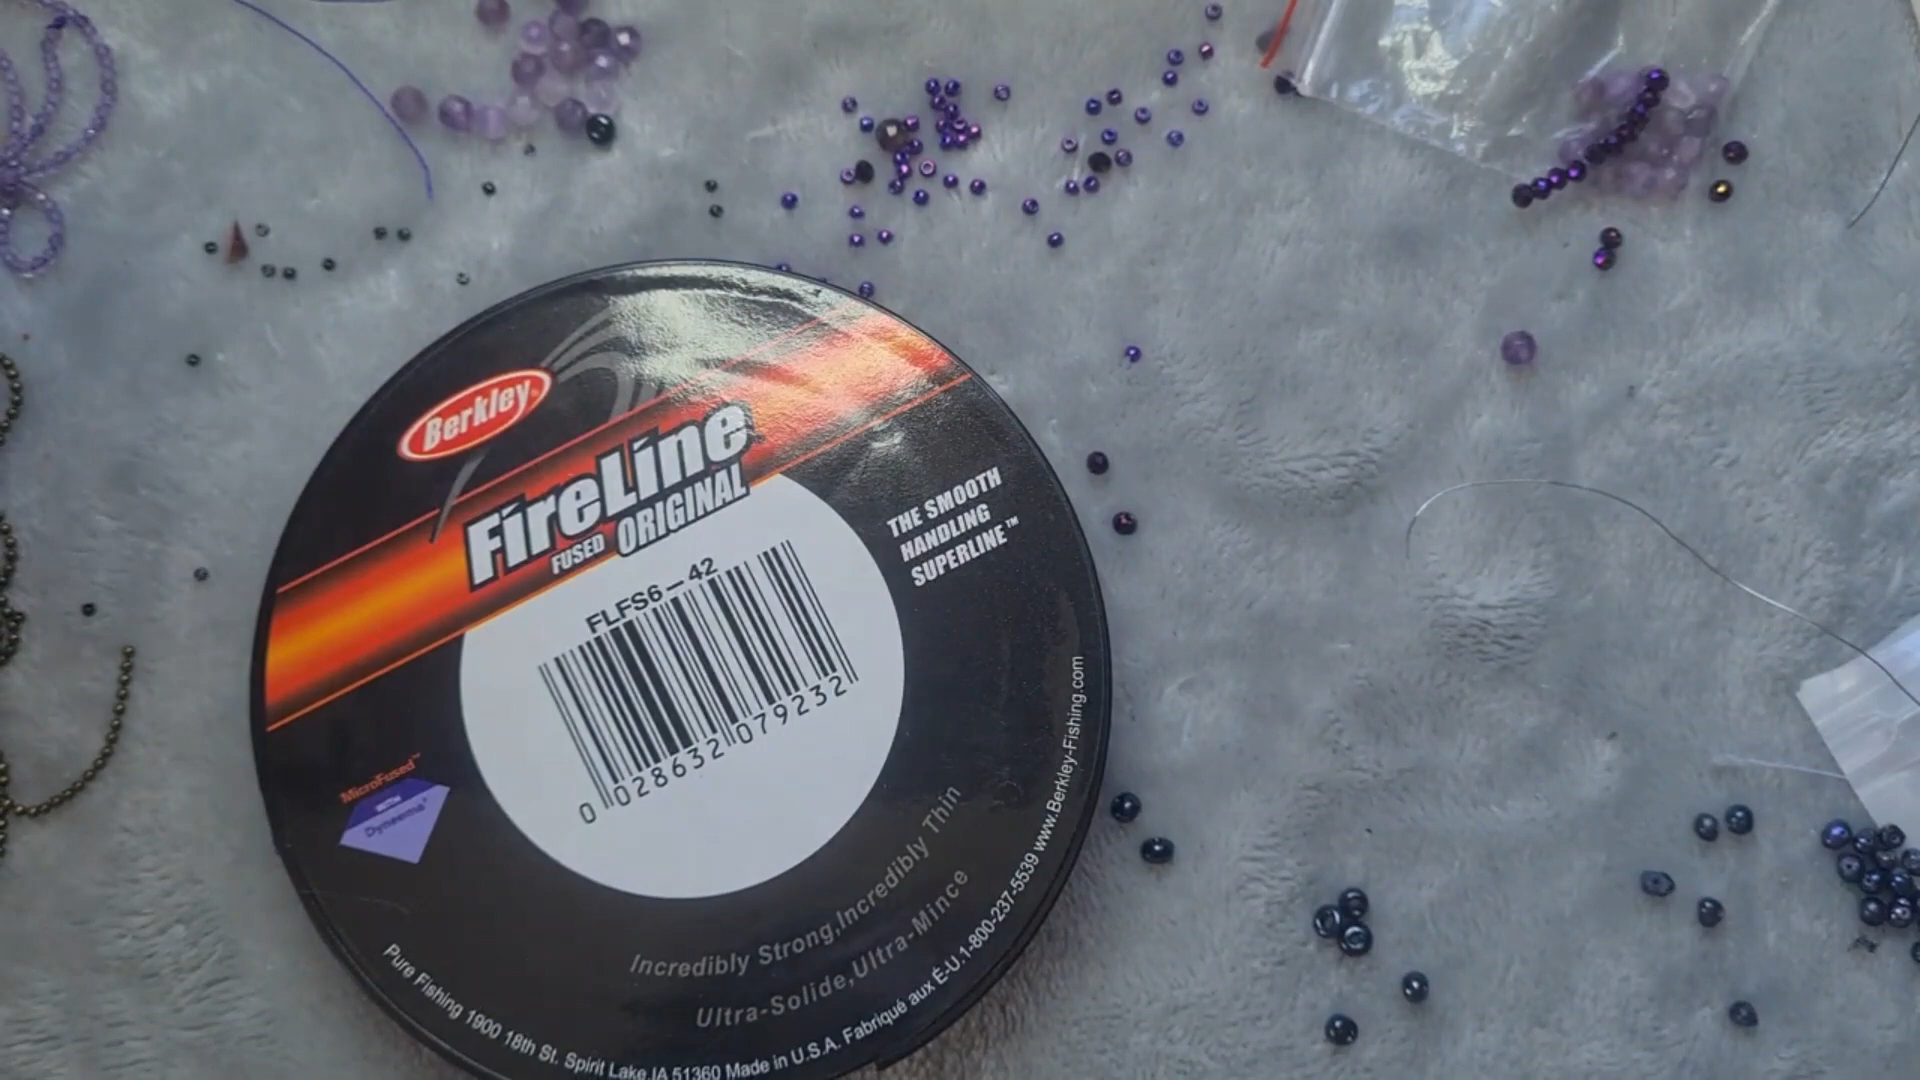 Berkley
FireLine
FUSED ORIGINAL
THE SMOOTH
HANDLING
SUPERLINE™
FLFS6-42
0 028632 079232
MicroFused™
WITH
Dyneema®
Incredibly Strong,Incredibly Thin
Ultra-Solide,Ultra-Mince
Pure Fishing 1900 18th St. Spirit Lake,IA 51360 Made in U.S.A. Fabriqué aux É-U.1-800-237-5539 www.Berkley-Fishing.com